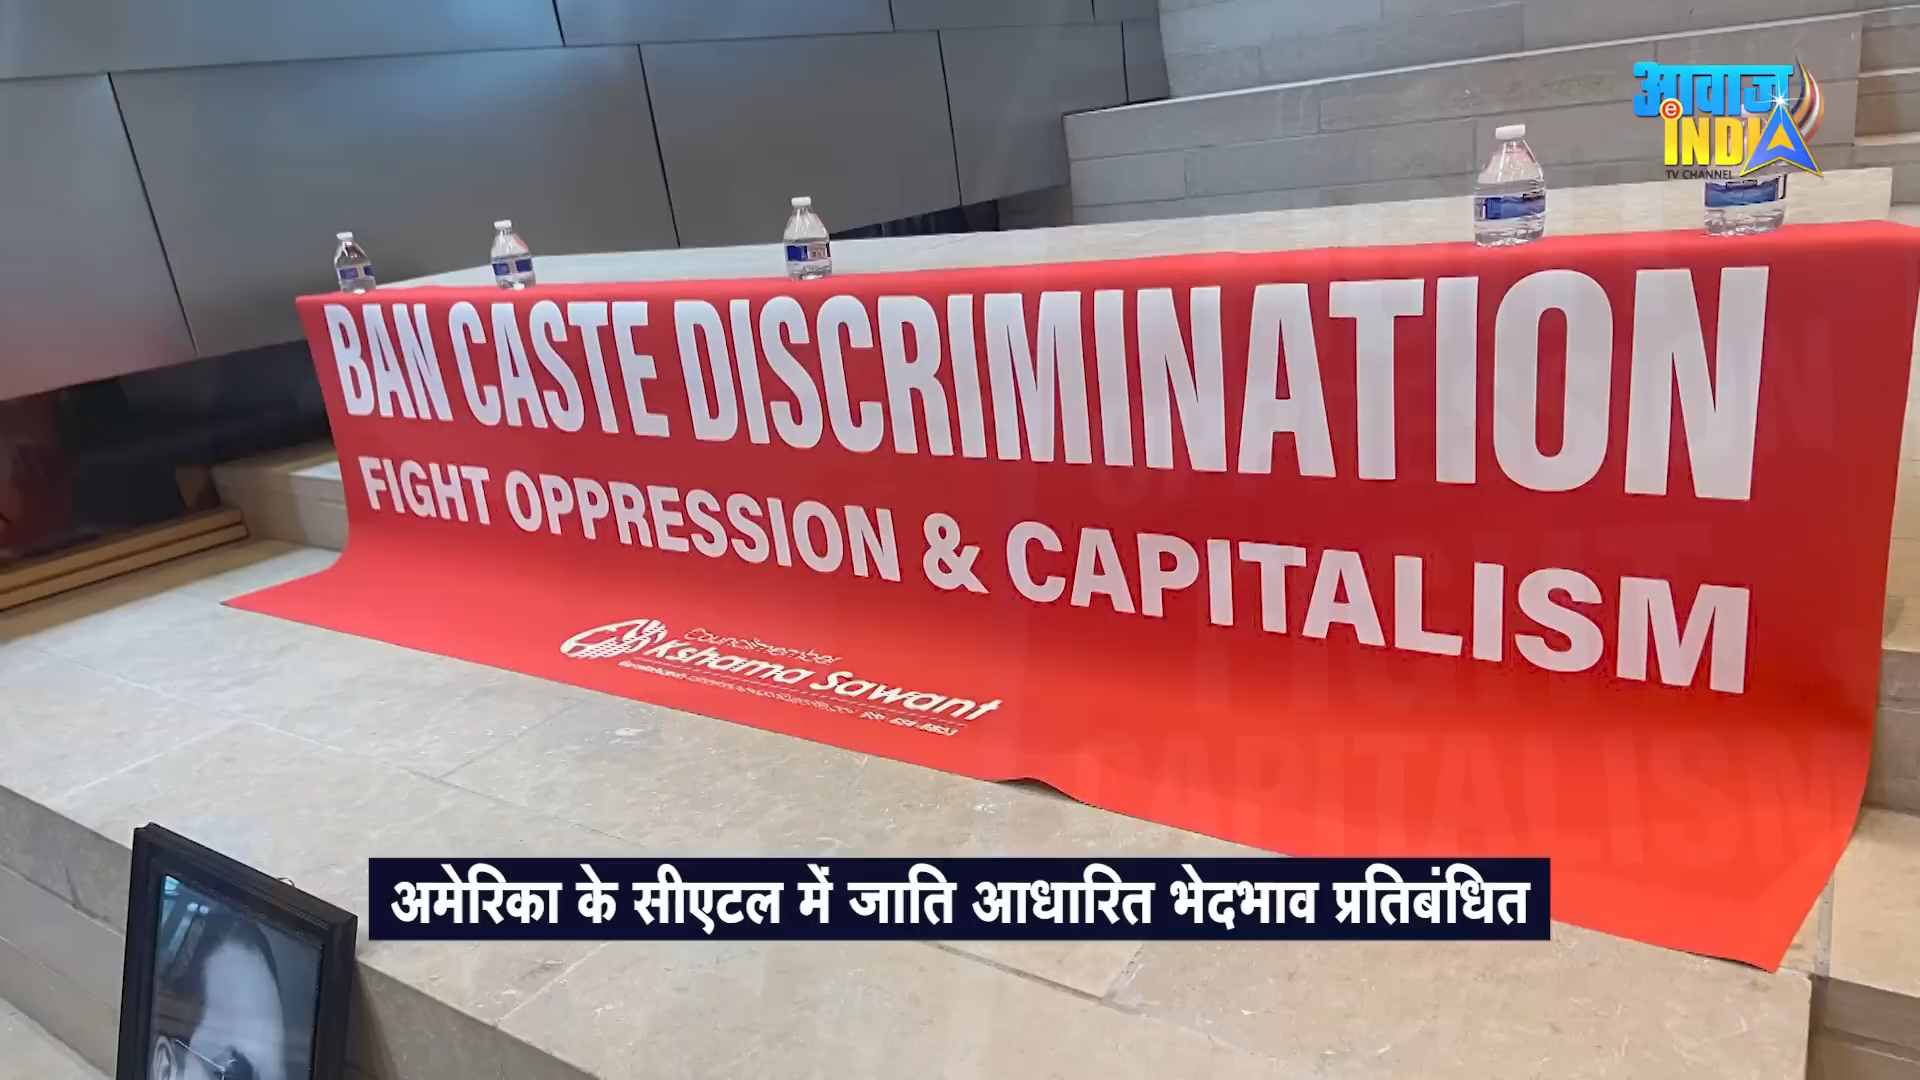 आवाज
e
INDIA
TV CHANNEL
BAN CASTE DISCRIMINATION
FIGHT OPPRESSION & CAPITALISM
Councilmember
Kshama Sawant
अमेरिका के सीएटल में जाति आधारित भेदभाव प्रतिबंधित